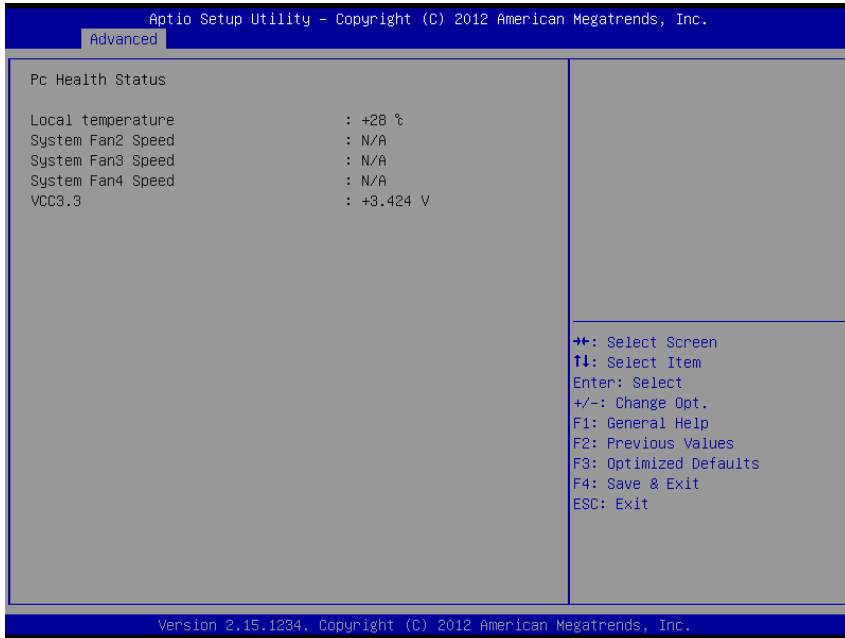 Aptio Setup Utility – Copyright (C) 2012 American Megatrends, Inc.
Advanced
Pc Health Status
Local temperature : +28 ℃
System Fan2 Speed : N/A
System Fan3 Speed : N/A
System Fan4 Speed : N/A
VCC3.3 : +3.424 V
→←: Select Screen
↑↓: Select Item
Enter: Select
+/-: Change Opt.
F1: General Help
F2: Previous Values
F3: Optimized Defaults
F4: Save & Exit
ESC: Exit
Version 2.15.1234. Copyright (C) 2012 American Megatrends, Inc.